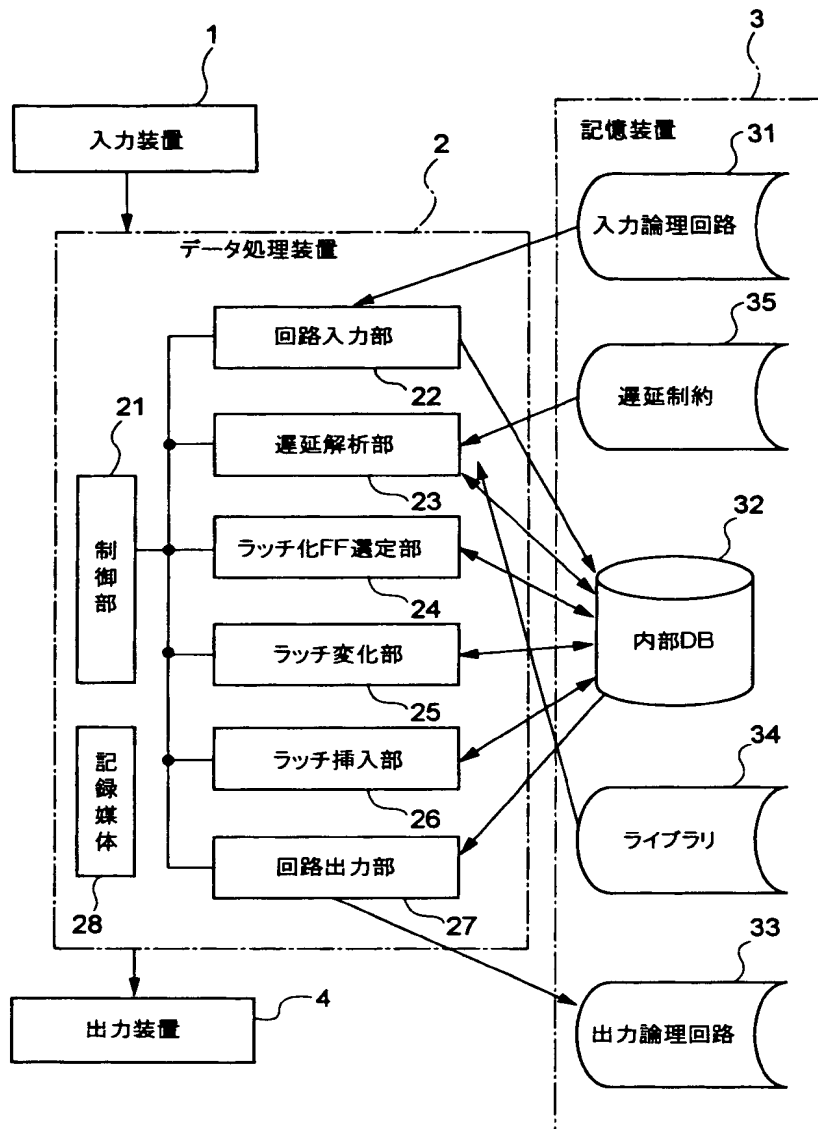 1
入力装置
2
データ処理装置
回路入力部
22
21
制御部
遅延解析部
23
ラッチ化FF選定部
24
ラッチ変化部
25
記録媒体
28
ラッチ挿入部
26
回路出力部
27
出力装置
4
3
記憶装置
31
入力論理回路
35
遅延制約
32
内部DB
34
ライブラリ
33
出力論理回路